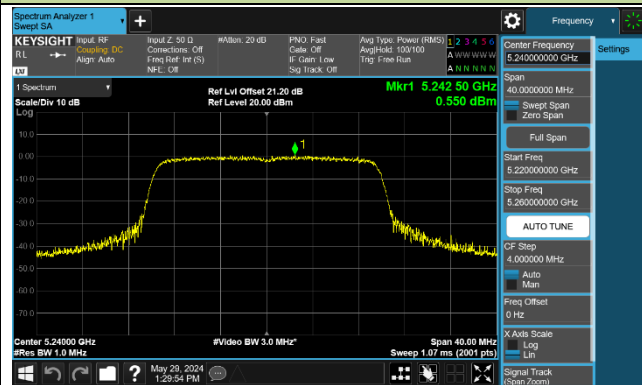 Spectrum Analyzer 1
Swept SA
Frequency
KEYSIGHT
Input: RF
Coupling: DC
Align: Auto
Input Z: 50 Ω
Corrections: Off
Freq Ref: Int (S)
NFE: Off
#Atten: 20 dB
PNO: Fast
Gate: Off
IF Gain: Low
Sig Track: Off
Avg Type: Power (RMS)
Avg|Hold: 100/100
Trig: Free Run
1 2 3 4 5 6
A W W W W W
A N N N N N
RL
LXI
1 Spectrum
Scale/Div 10 dB
Log
Ref Lvl Offset 21.20 dB
Ref Level 20.00 dBm
Mkr1 5.242 50 GHz
0.550 dBm
10.0
0.00
-10.0
-20.0
-30.0
-40.0
-50.0
-60.0
-70.0
1
Center 5.24000 GHz
#Res BW 1.0 MHz
#Video BW 3.0 MHz*
Span 40.00 MHz
Sweep 1.07 ms (2001 pts)
May 29, 2024
1:29:54 PM
Center Frequency
5.240000000 GHz
Settings
Span
40.0000000 MHz
Swept Span
Zero Span
Full Span
Start Freq
5.220000000 GHz
Stop Freq
5.260000000 GHz
AUTO TUNE
CF Step
4.000000 MHz
Auto
Man
Freq Offset
0 Hz
X Axis Scale
Log
Lin
Signal Track
(Span Zoom)